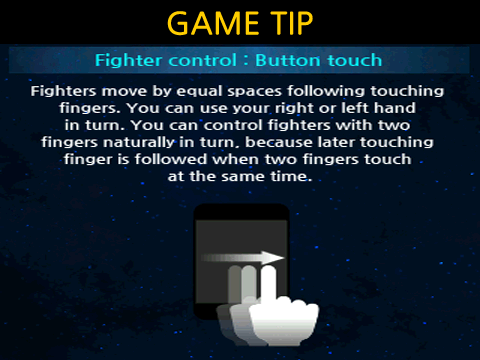 GAME TIP
Fighter control : Button touch
Fighters move by equal spaces following touching
fingers. You can use your right or left hand
in turn. You can control fighters with two
fingers naturally in turn, because later touching
finger is followed when two fingers touch
at the same time.